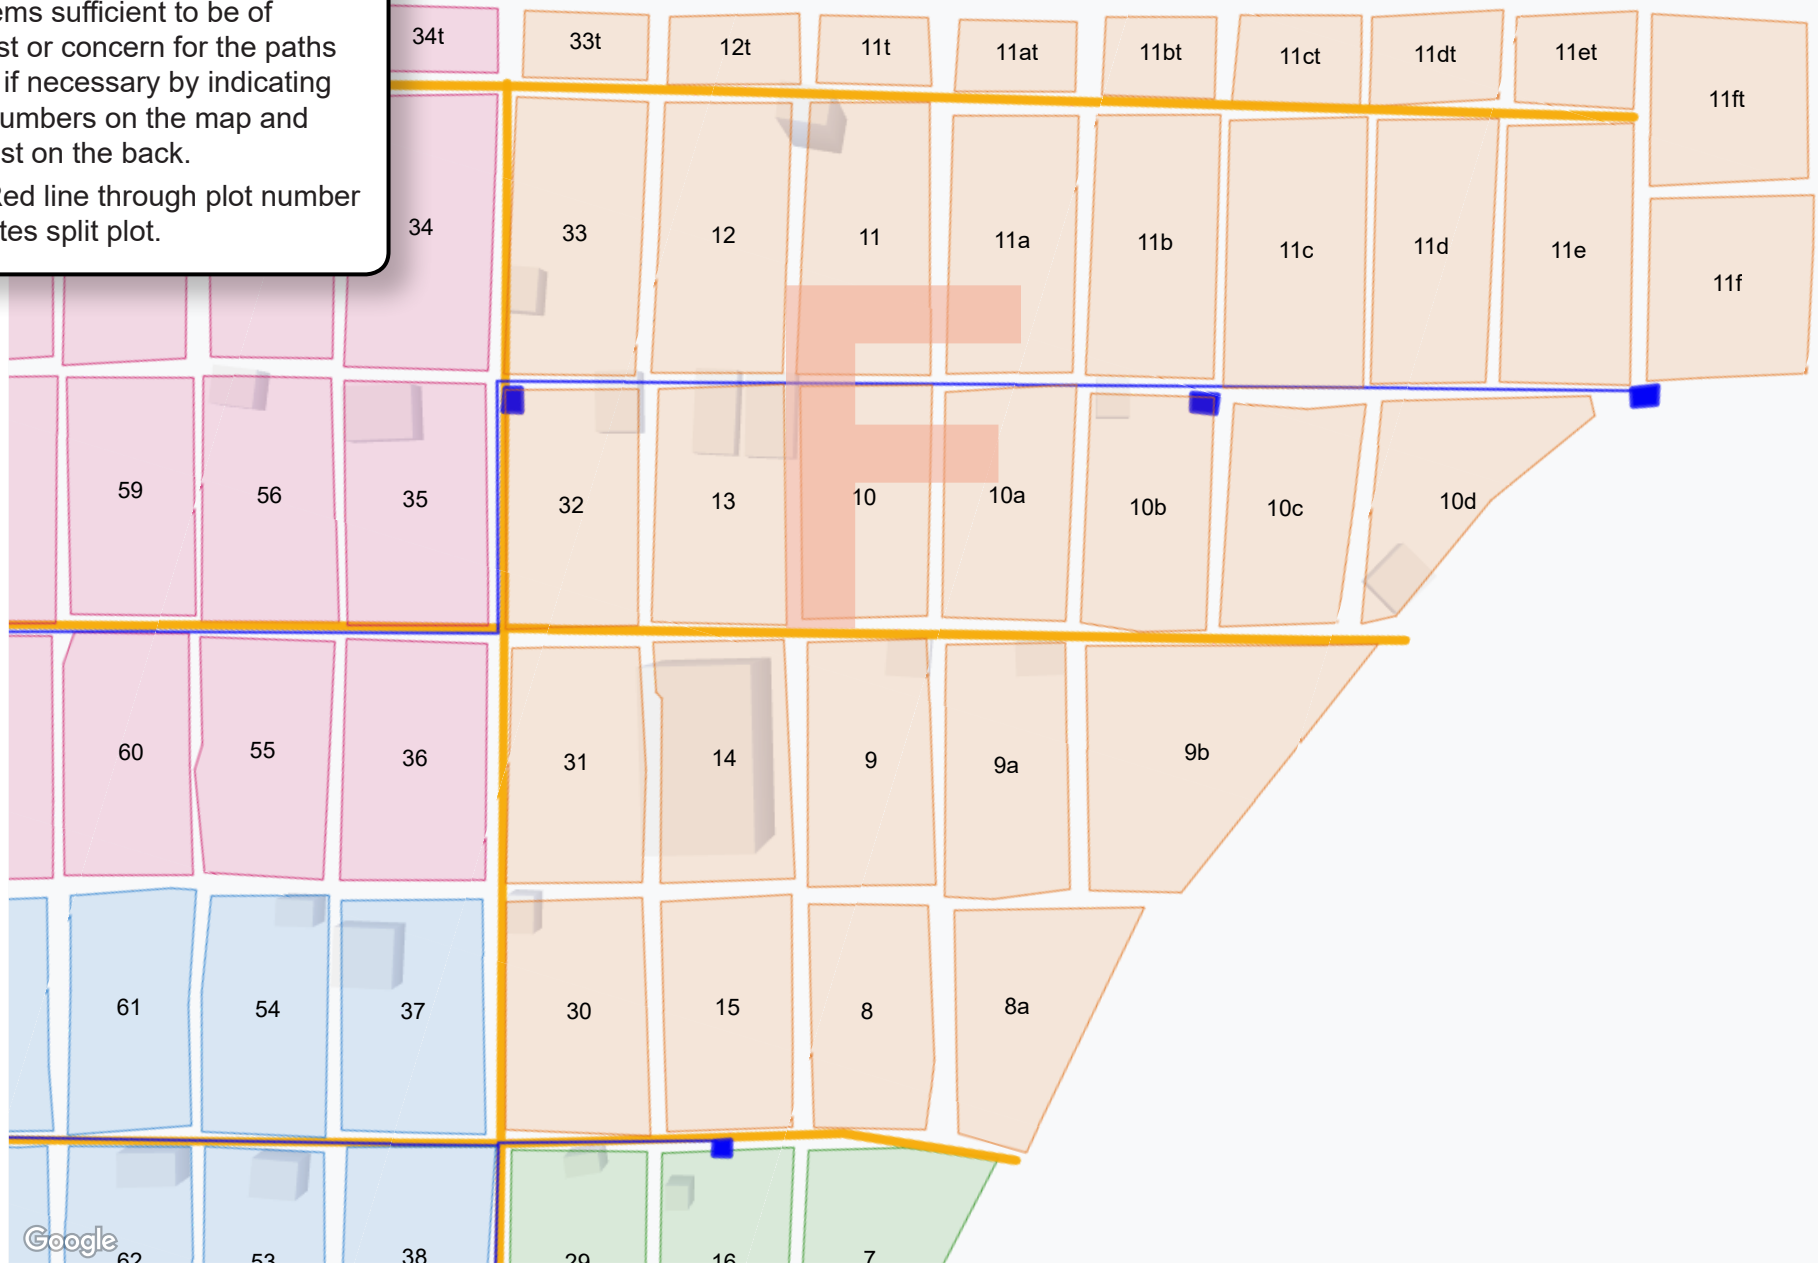 ems sufficient to be of
st or concern for the paths
if necessary by indicating
umbers on the map and
st on the back.
Red line through plot number
tes split plot.
34t 33t 12t 11t 11at 11bt 11ct 11dt 11et 11ft
34 33 12 11 11a 11b 11c 11d 11e 11f
F
59 56 35 32 13 10 10a 10b 10c 10d
60 55 36 31 14 9 9a 9b
61 54 37 30 15 8 8a
62 53 38 29 16 7
Google